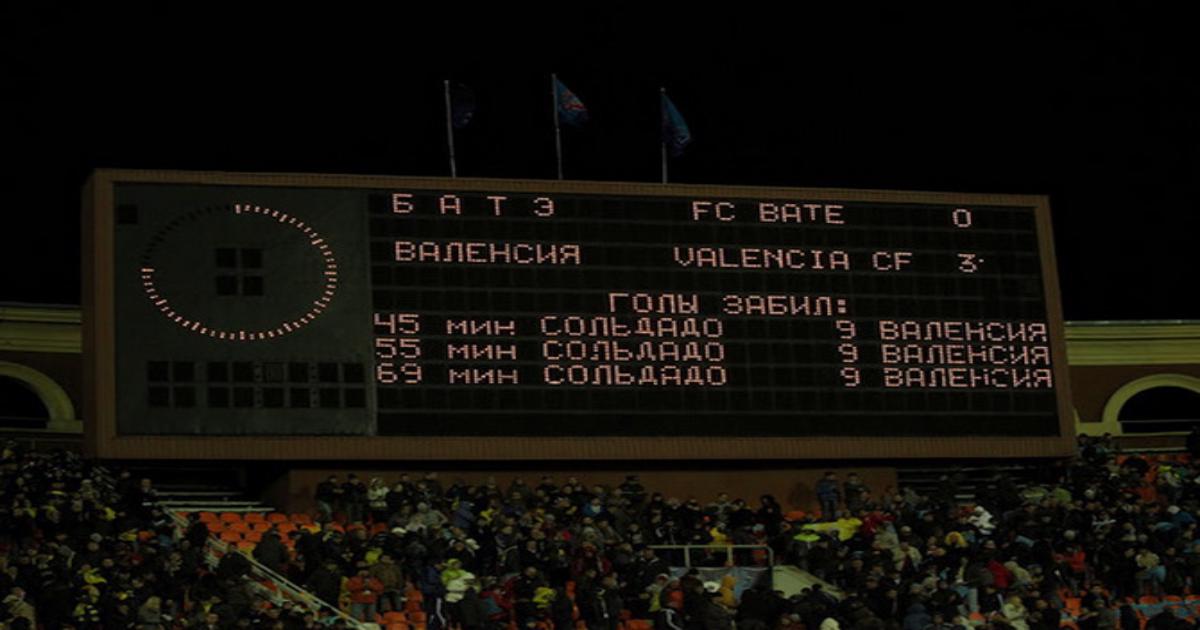 Б А Т Э FC BATE 0
ВАЛЕНСИЯ VALENCIA CF 3
ГОЛЫ ЗАБИЛ:
45 мин СОЛЬДАДО 9 ВАЛЕНСИЯ
55 мин СОЛЬДАДО 9 ВАЛЕНСИЯ
69 мин СОЛЬДАДО 9 ВАЛЕНСИЯ